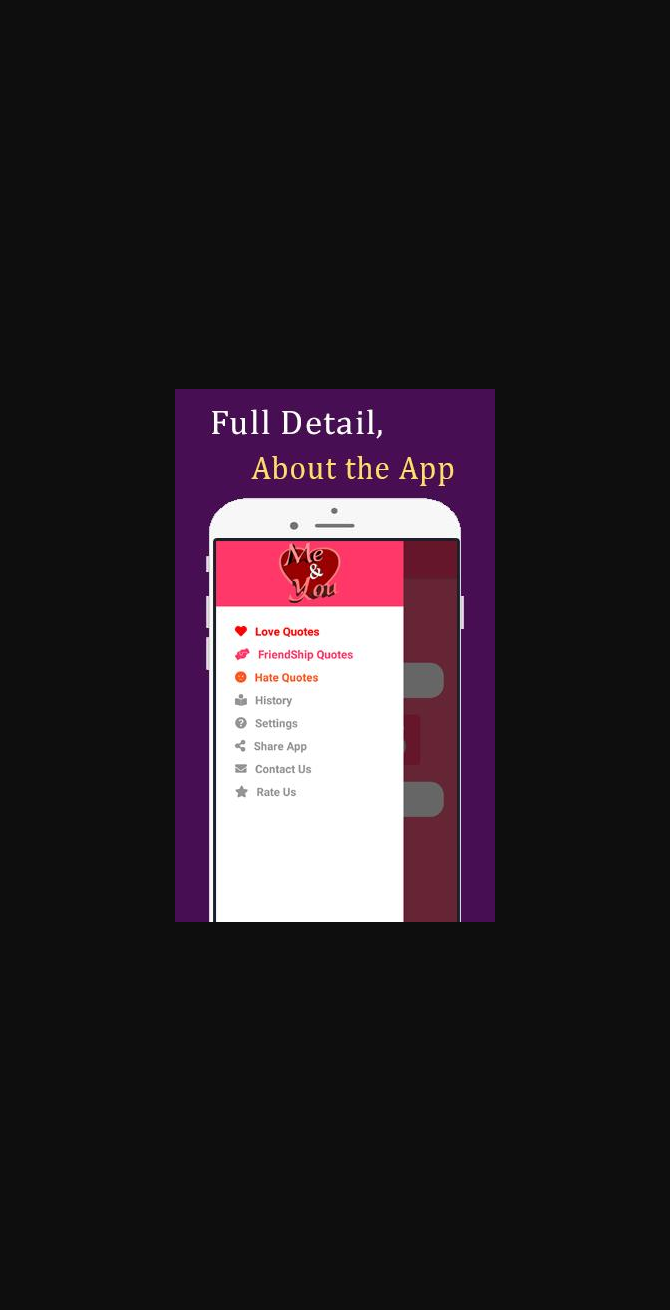 Full Detail,
About the App
Me
&
You
Love Quotes
FriendShip Quotes
Hate Quotes
History
Settings
Share App
Contact Us
Rate Us